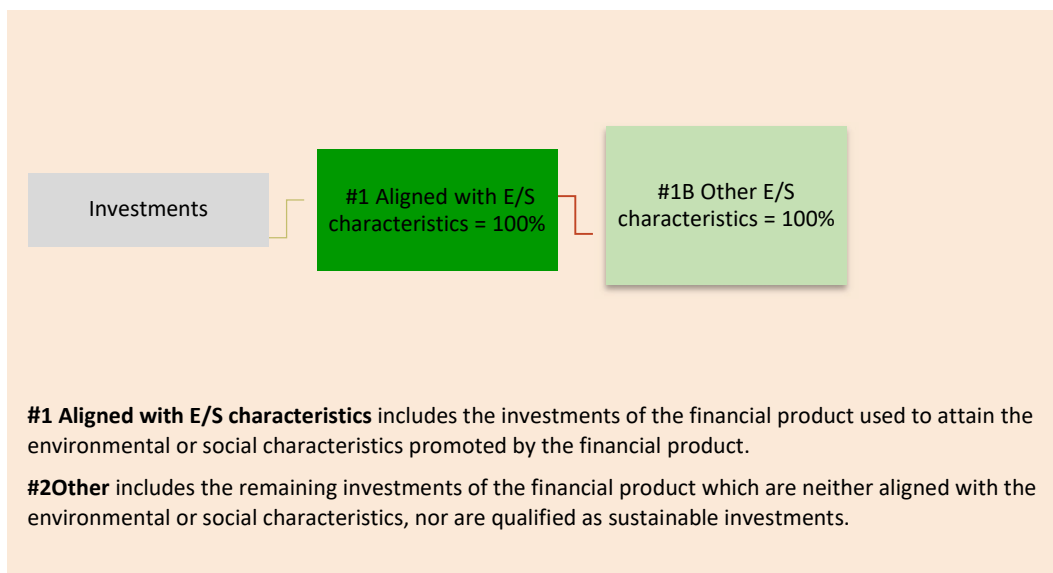 Investments
#1 Aligned with E/S
characteristics = 100%
#1B Other E/S
characteristics = 100%
#1 Aligned with E/S characteristics includes the investments of the financial product used to attain the
environmental or social characteristics promoted by the financial product.
#2Other includes the remaining investments of the financial product which are neither aligned with the
environmental or social characteristics, nor are qualified as sustainable investments.